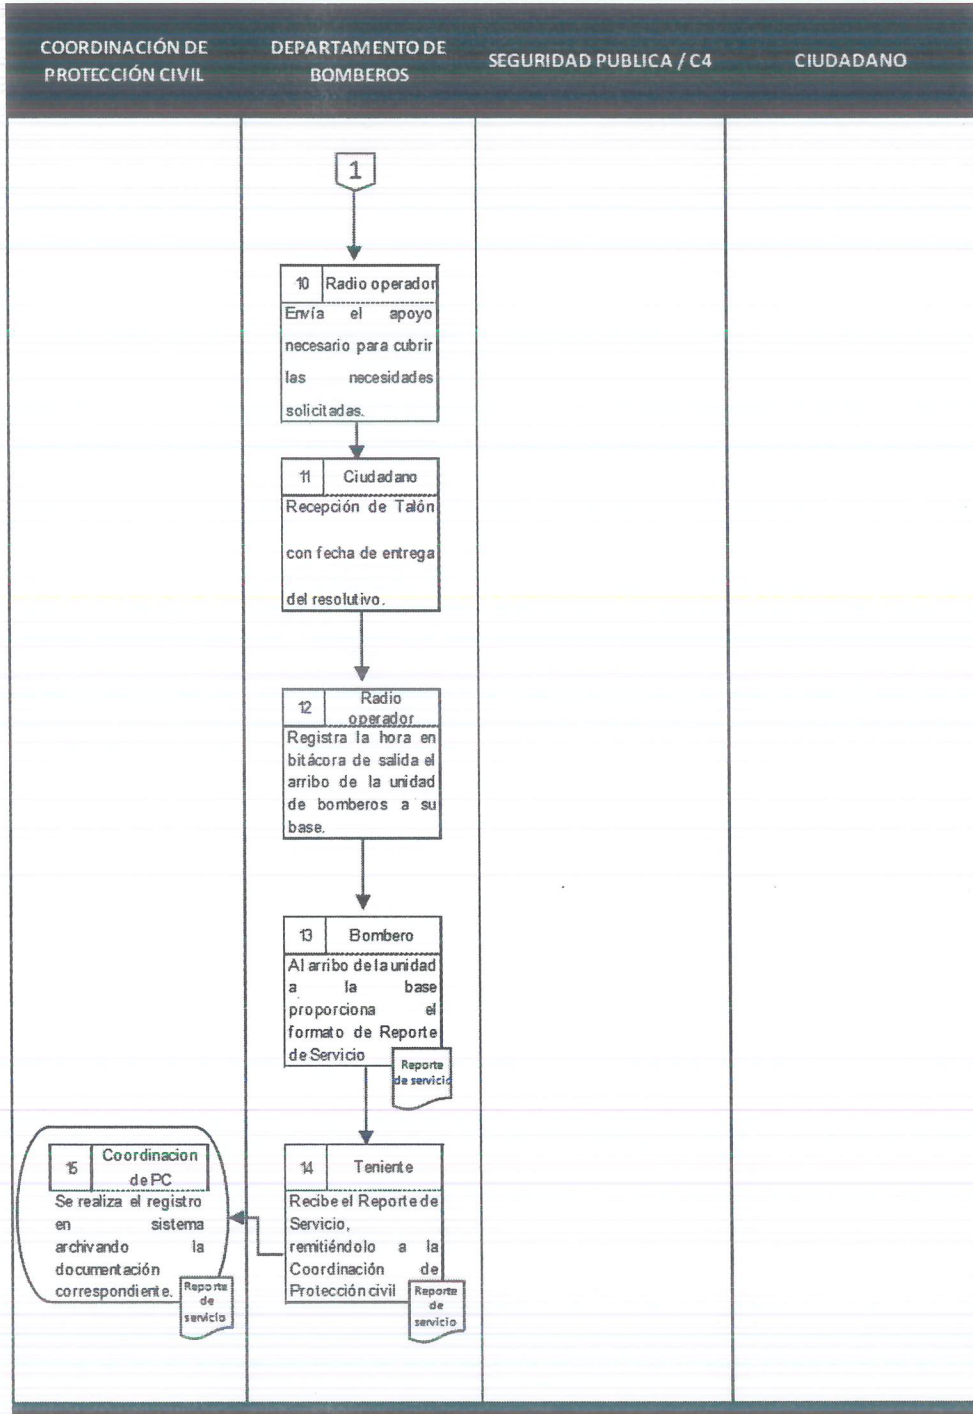 COORDINACIÓN DE
PROTECCIÓN CIVIL
DEPARTAMENTO DE
BOMBEROS
SEGURIDAD PUBLICA / C4
CIUDADANO
1
10 Radio operador
Envía el apoyo
necesario para cubrir
las necesidades
solicitadas.
11 Ciudadano
Recepción de Talón
con fecha de entrega
del resolutivo.
12 Radio
operador
Registra la hora en
bitácora de salida el
arribo de la unidad
de bomberos a su
base.
13 Bombero
Al arribo de la unidad
a la base
proporciona el
formato de Reporte
de Servicio
Reporte
de servicio
14 Teniente
Recibe el Reporte de
Servicio,
remitiéndolo a la
Coordinación de
Protección civil
Reporte
de
servicio
15 Coordinacion
de PC
Se realiza el registro
en sistema
archivando la
documentación
correspondiente.
Reporte
de
servicio